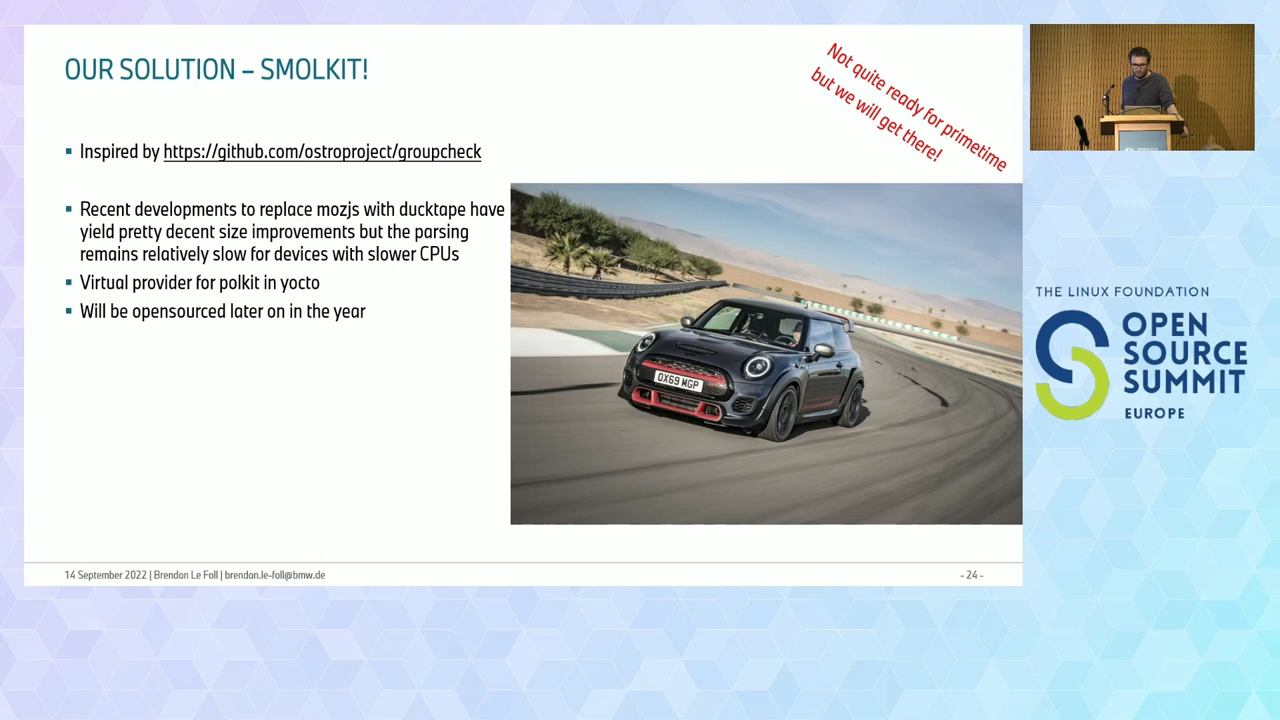 OUR SOLUTION – SMOLKIT!
Not quite ready for primetime
but we will get there!
▪ Inspired by https://github.com/ostroproject/groupcheck
▪ Recent developments to replace mozjs with ducktape have
yield pretty decent size improvements but the parsing
remains relatively slow for devices with slower CPUs
▪ Virtual provider for polkit in yocto
▪ Will be opensourced later on in the year
OX69 MGP
14 September 2022 | Brendan Le Foll | brendan.le-foll@bmw.de
- 24 -
THE LINUX FOUNDATION
OPEN
SOURCE
SUMMIT
EUROPE